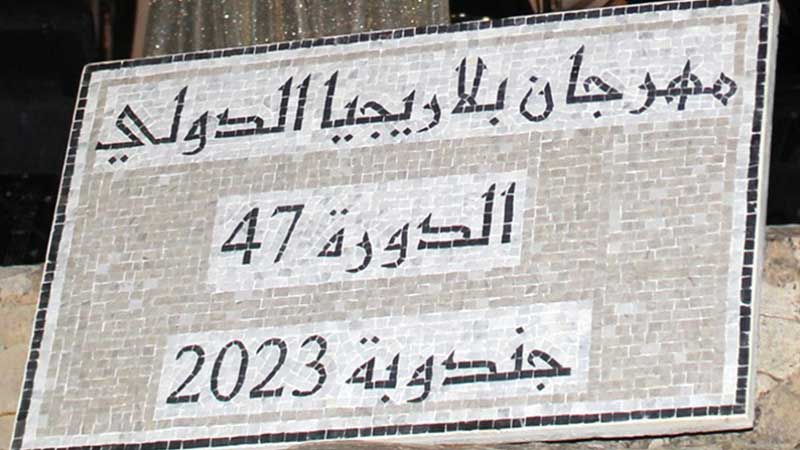 مهرجان بلاريجيا الدولي
الدورة 47
جندوبة 2023